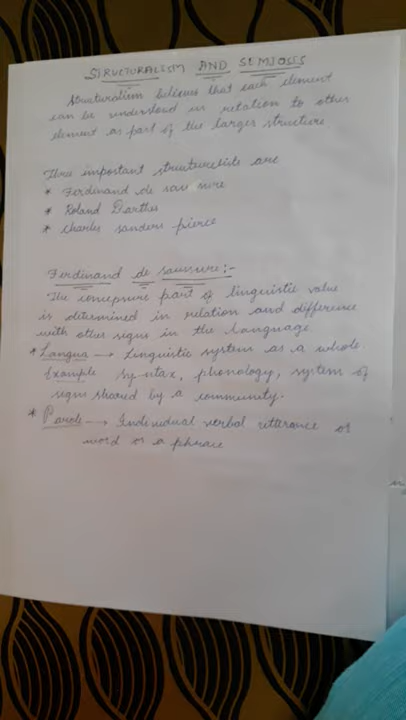 STRUCTURALISM AND SEMIOSIS
Structuralism believes that each element
can be understood in relation to other
element as part of the larger structure
Three important structuralists are
* Ferdinand de saussure
* Roland Barthes
* Charles sanders pierce
Ferdinand de saussure :-
The part of linguistic value
is determined in relation and difference
with other signs in the language.
* Langua → Linguistic system as a whole.
Example syntax, phonology, system of
signs shared by a community.
* Parole → Individual verbal utterance of
word or a phrase